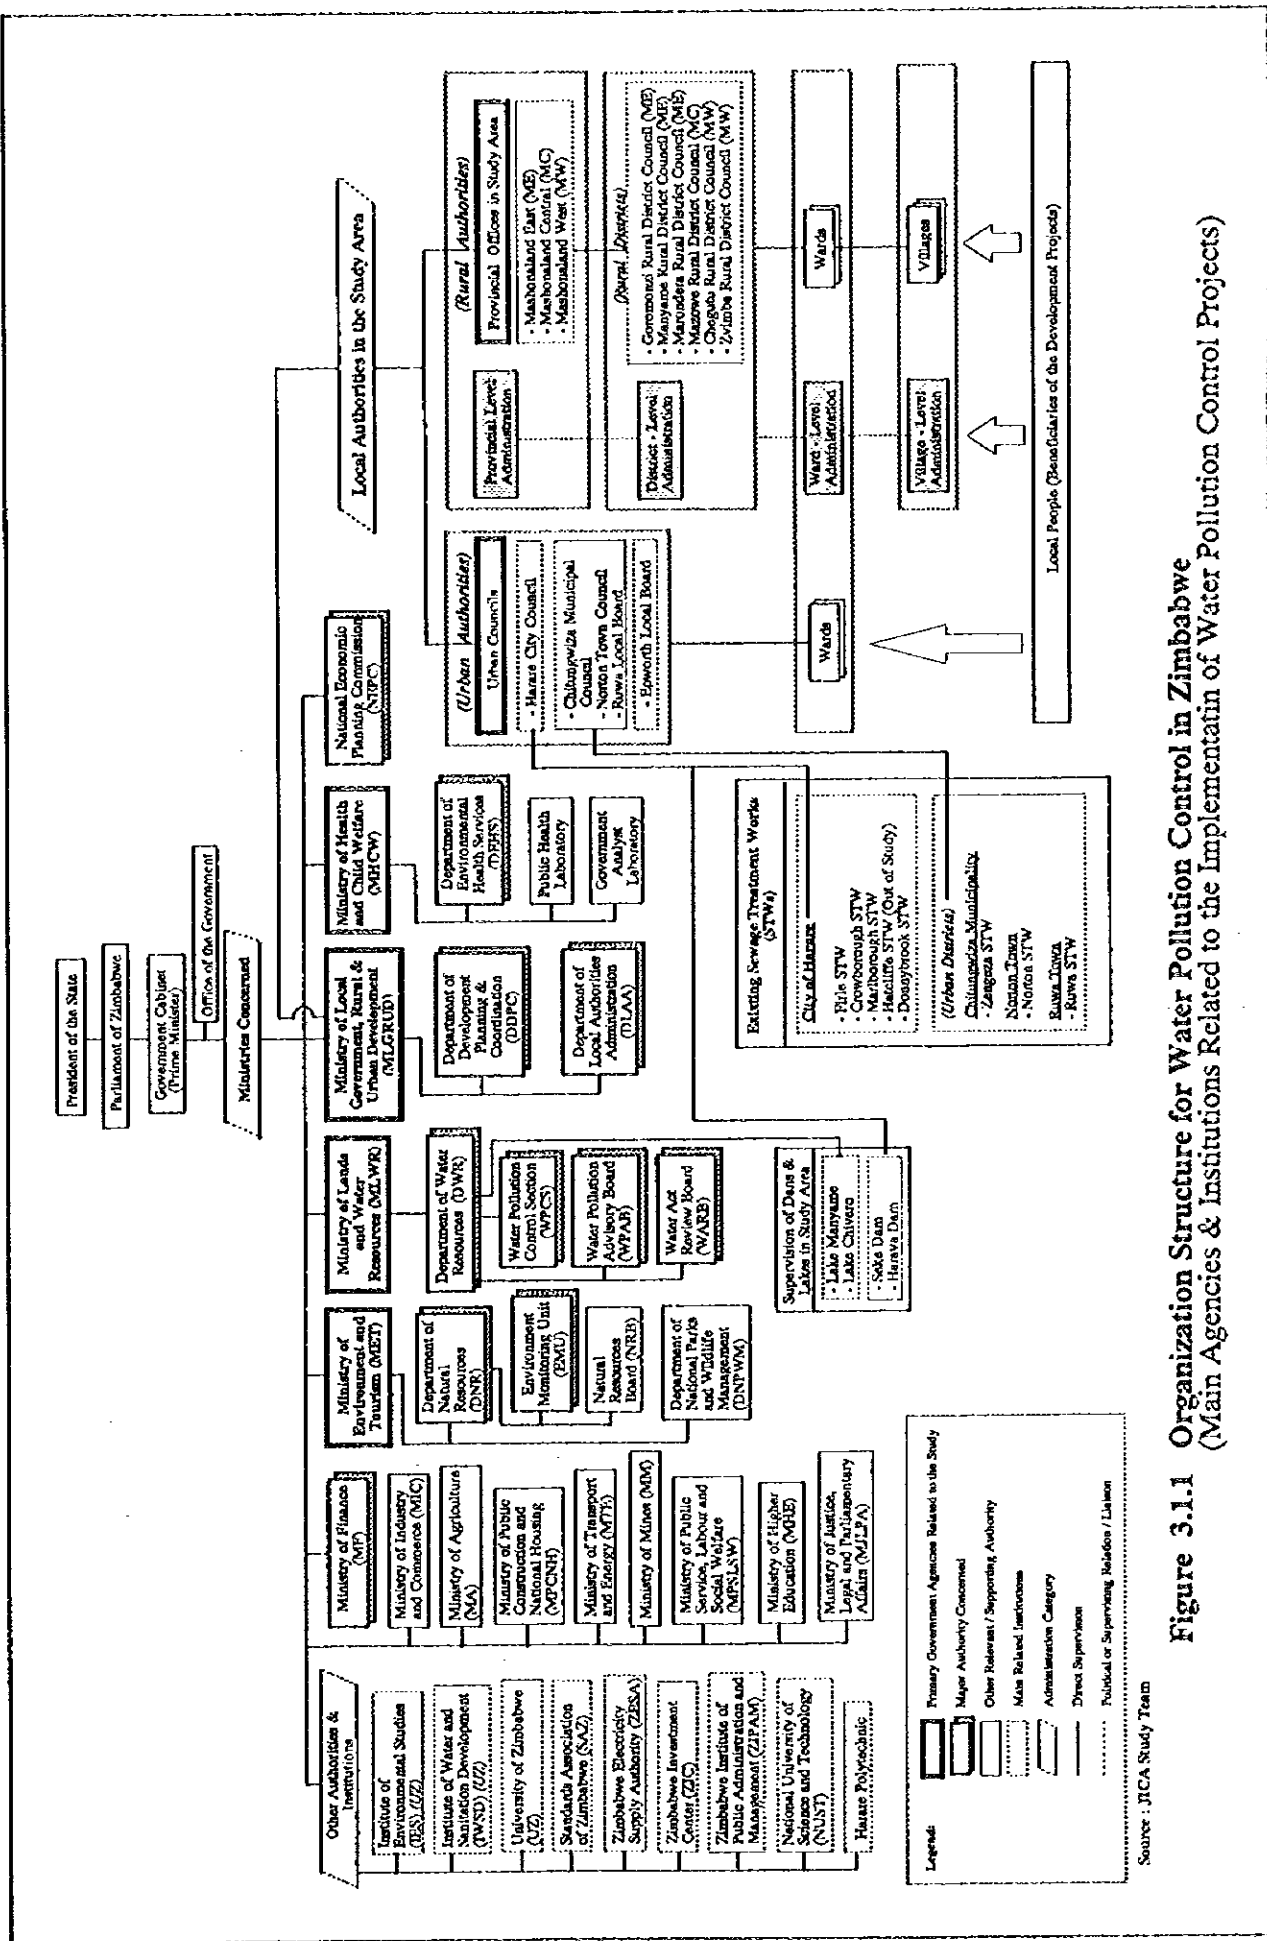 President of the State
Parliament of Zimbabwe
Government Cabinet
(Prime Minister)
Office of the Government
Ministries Concerned
Other Authorities &
Institutions
Institute of
Environmental Studies
(IES) (UZ)
Institute of Water and
Sanitation Development
(IWSD) (UZ)
University of Zimbabwe
(UZ)
Standards Association
of Zimbabwe (SAZ)
Zimbabwe Electricity
Supply Authority (ZESA)
Zimbabwe Investment
Center (ZIC)
Zimbabwe Institute of
Public Administration and
Management (ZIPAM)
National University of
Science and Technology
(NUST)
Harare Polytechnic
Ministry of Finance
(MF)
Ministry of Industry
and Commerce (MIC)
Ministry of Agriculture
(MA)
Ministry of Public
Construction and
National Housing
(MPCNH)
Ministry of Transport
and Energy (MTE)
Ministry of Mines (MM)
Ministry of Public
Service, Labour and
Social Welfare
(MPSLSW)
Ministry of Higher
Education (MHE)
Ministry of Justice,
Legal and Parliamentary
Affairs (MJLPA)
Ministry of
Environment and
Tourism (MET)
Department of
Natural
Resources
(DNR)
Environment
Monitoring Unit
(EMU)
Natural
Resources
Board (NRB)
Department of
National Parks
and Wildlife
Management
(DNPWM)
Ministry of Lands
and Water
Resources (MLWR)
Department of Water
Resources (DWR)
Water Pollution
Control Section
(WPCS)
Water Pollution
Advisory Board
(WPAB)
Water Act
Review Board
(WARB)
Supervision of Dans &
Lakes in Study Area
- Lake Manyame
- Lake Chivero
- Seke Dam
- Harava Dam
Ministry of Local
Government, Rural &
Urban Development
(MLGRUD)
Department of
Development
Planning &
Coordination
(DDPC)
Department of
Local Authorities
Administration
(DLAA)
Ministry of Health
and Child Welfare
(MHCW)
Department of
Environmental
Health Services
(DEHS)
Public Health
Laboratory
Government
Analyst
Laboratory
Existing Sewage Treatment Works
(STWs)
City of Harare
- Firle STW
- Crowborough STW
- Marlborough STW
- Hatcliffe STW (Out of Study)
- Donnybrook STW
(Urban Districts)
Chitungwiza Municipality
- Zengeza STW
Norton Town
- Norton STW
Ruwa Town
- Ruwa STW
National Economic
Planning Commission
(NEPC)
Local Authorities in the Study Area
(Urban Authorities)
Urban Councils
- Harare City Council
- Chitungwiza Municipal
Council
- Norton Town Council
- Ruwa Local Board
- Epworth Local Board
(Rural Authorities)
Provincial Level
Administration
Provincial Offices in Study Area
- Mashonaland East (ME)
- Mashonaland Central (MC)
- Mashonaland West (MW)
District - Level
Administration
(Rural Districts)
- Goromonzi Rural District Council (ME)
- Manyame Rural District Council (ME)
- Marondera Rural District Council (ME)
- Mazowe Rural District Council (MC)
- Chegutu Rural District Council (MW)
- Zvimba Rural District Council (MW)
Wards
Ward - Level
Administration
Wards
Village - Level
Administration
Villages
Local People (Beneficiaries of the Development Projects)
Legend:
Primary Government Agencies Related to the Study
Major Authority Concerned
Other Relevant / Supporting Authority
Main Related Institutions
Administration Category
Direct Supervision
Political or Supervising Relation / Liaison
Source : JICA Study Team
Figure 3.1.1 Organization Structure for Water Pollution Control in Zimbabwe
(Main Agencies & Institutions Related to the Implementatin of Water Pollution Control Projects)